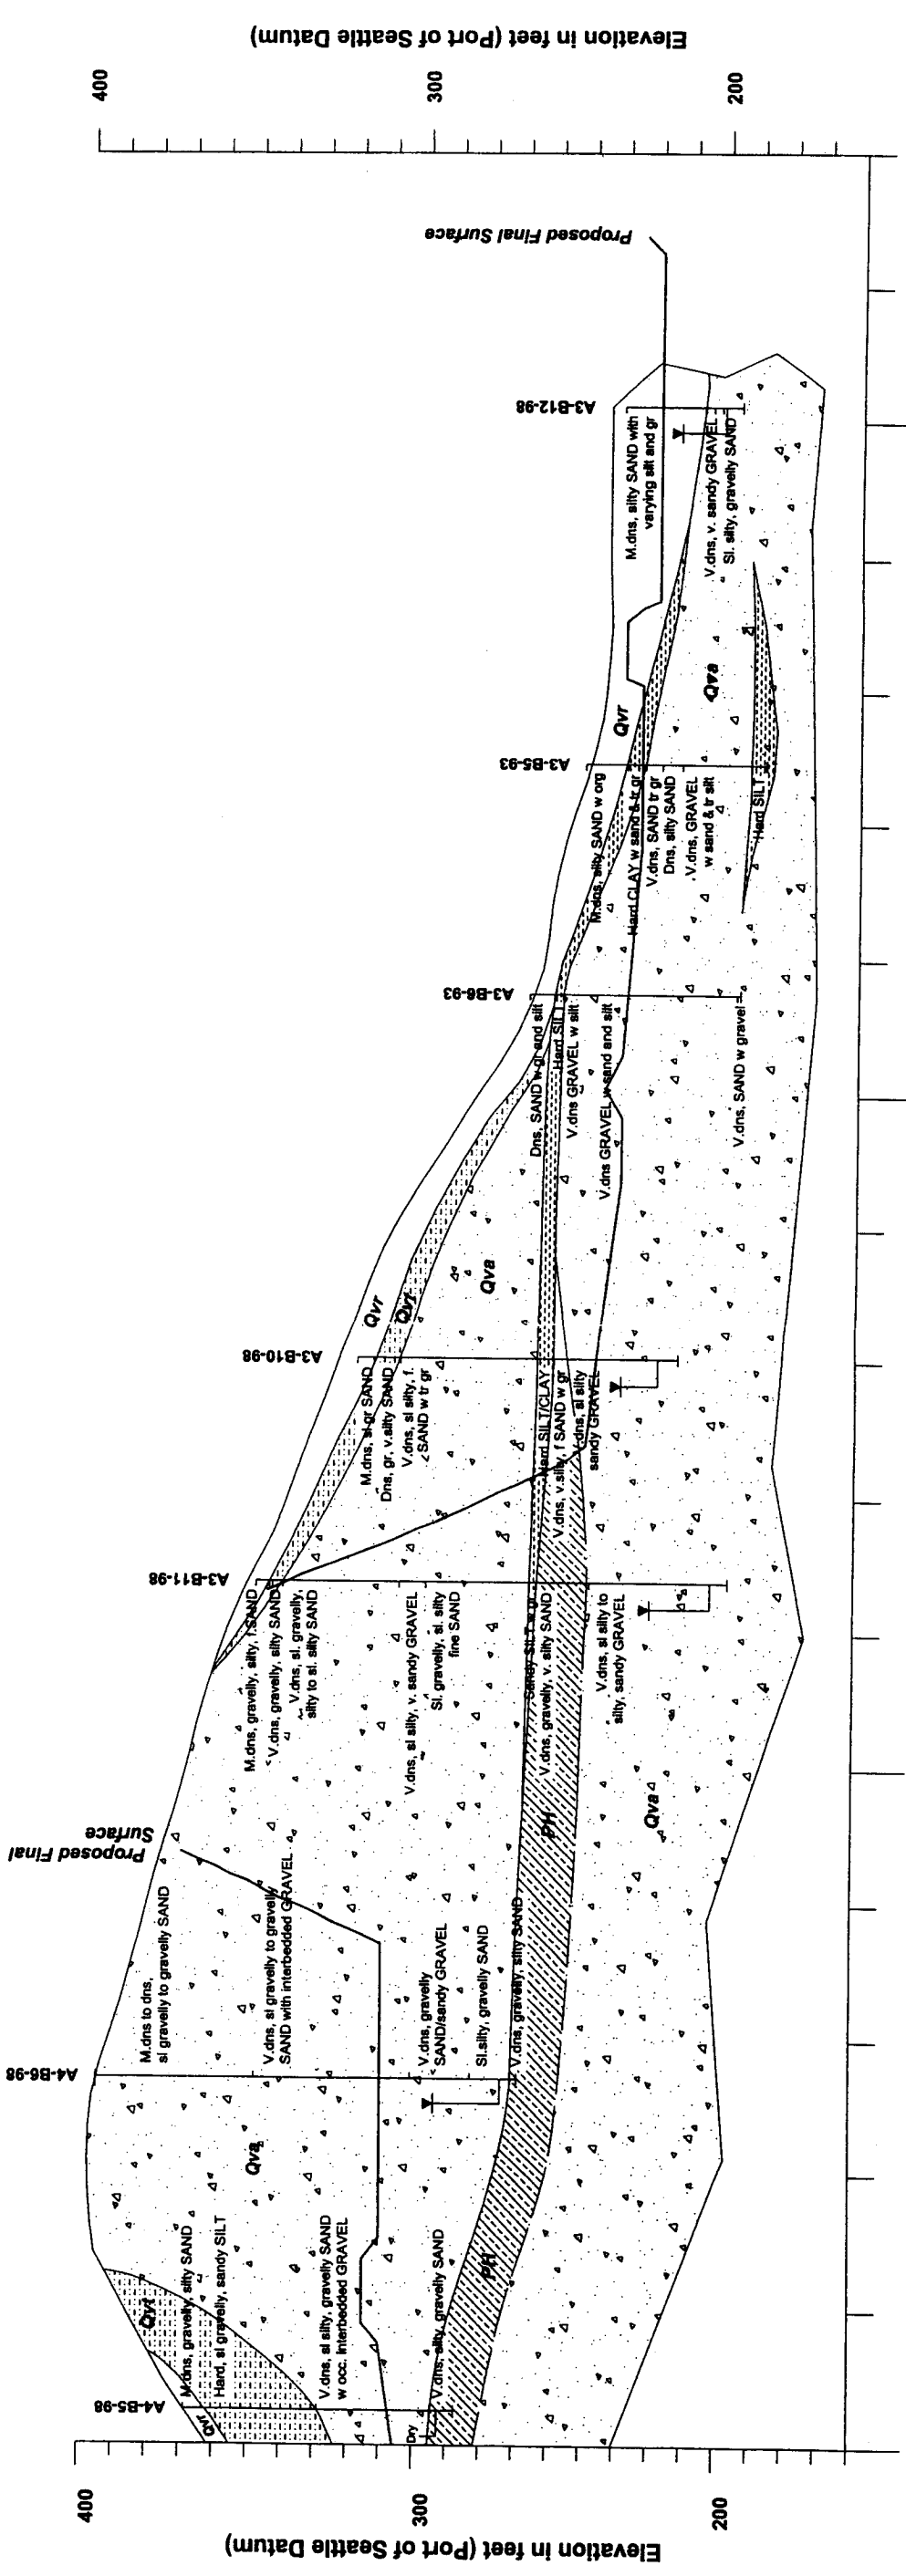 Elevation in feet (Port of Seattle Datum)
400
300
200
A4-B5-98
Qvr
Qvt
M.dns, gravelly, silty SAND
Hard, sl gravelly, sandy SILT
V.dns, sl silty, gravelly SAND
w occ. interbedded GRAVEL
Dry
V.dns, silty, gravelly SAND
PH
Qva
A4-B6-98
M.dns to dns,
sl gravelly to gravelly SAND
V.dns, sl gravelly to gravelly
SAND with interbedded GRAVEL
V.dns, gravelly
SAND/sandy GRAVEL
Sl.silty, gravelly SAND
V.dns, gravelly, silty SAND
Proposed Final
Surface
PH
Qva
A3-B11-98
M.dns, gravelly, silty, f.SAND
V.dns, gravelly, silty SAND
V.dns, sl. gravelly,
silty to sl. silty SAND
V.dns, sl silty, v. sandy GRAVEL
Sl. gravelly, sl. silty
fine SAND
Sandy SILT w gr
V.dns, gravelly, v. silty SAND
V.dns, sl silty to
silty, sandy GRAVEL
A3-B10-98
Qvr
Qvt
M.dns, sl gr SAND
Dns, gr, v.silty SAND
V.dns, sl silty, f.
SAND w tr gr
Qva
Hard SILT/CLAY
V.dns, v.silty, f SAND w gr
V.dns, sl silty
sandy GRAVEL
A3-B6-93
Dns, SAND w gr and silt
Hard SILT
V.dns GRAVEL w silt
V.dns GRAVEL w sand and silt
V.dns, SAND w gravel
A3-B5-93
M.dns, silty SAND w org
Hard CLAY w sand & tr gr
V.dns, SAND tr gr
Dns, silty SAND
V.dns, GRAVEL
w sand & tr silt
Hard SILT
Qvr
Qva
A3-B12-98
M.dns, silty SAND with
varying silt and gr
V.dns, v. sandy GRAVEL
Sl. silty, gravelly SAND
Proposed Final Surface
400
300
200
Elevation in feet (Port of Seattle Datum)